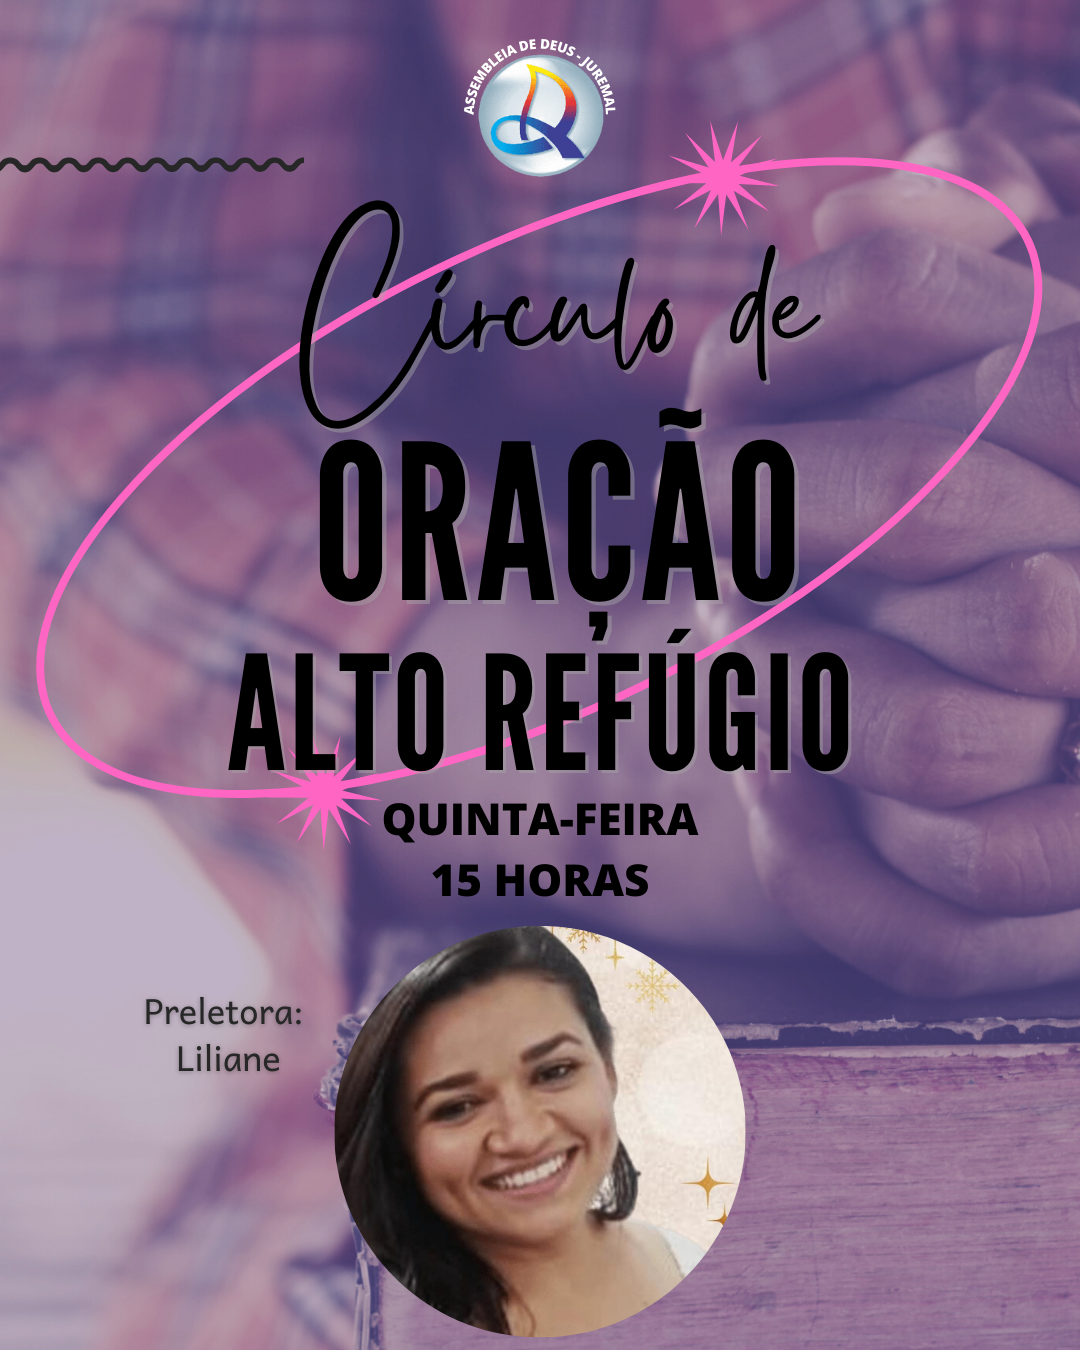 ASSEMBLEIA DE DEUS - JUREMAL
Círculo de
ORAÇÃO
ALTO REFÚGIO
QUINTA-FEIRA
15 HORAS
Preletora:
Liliane